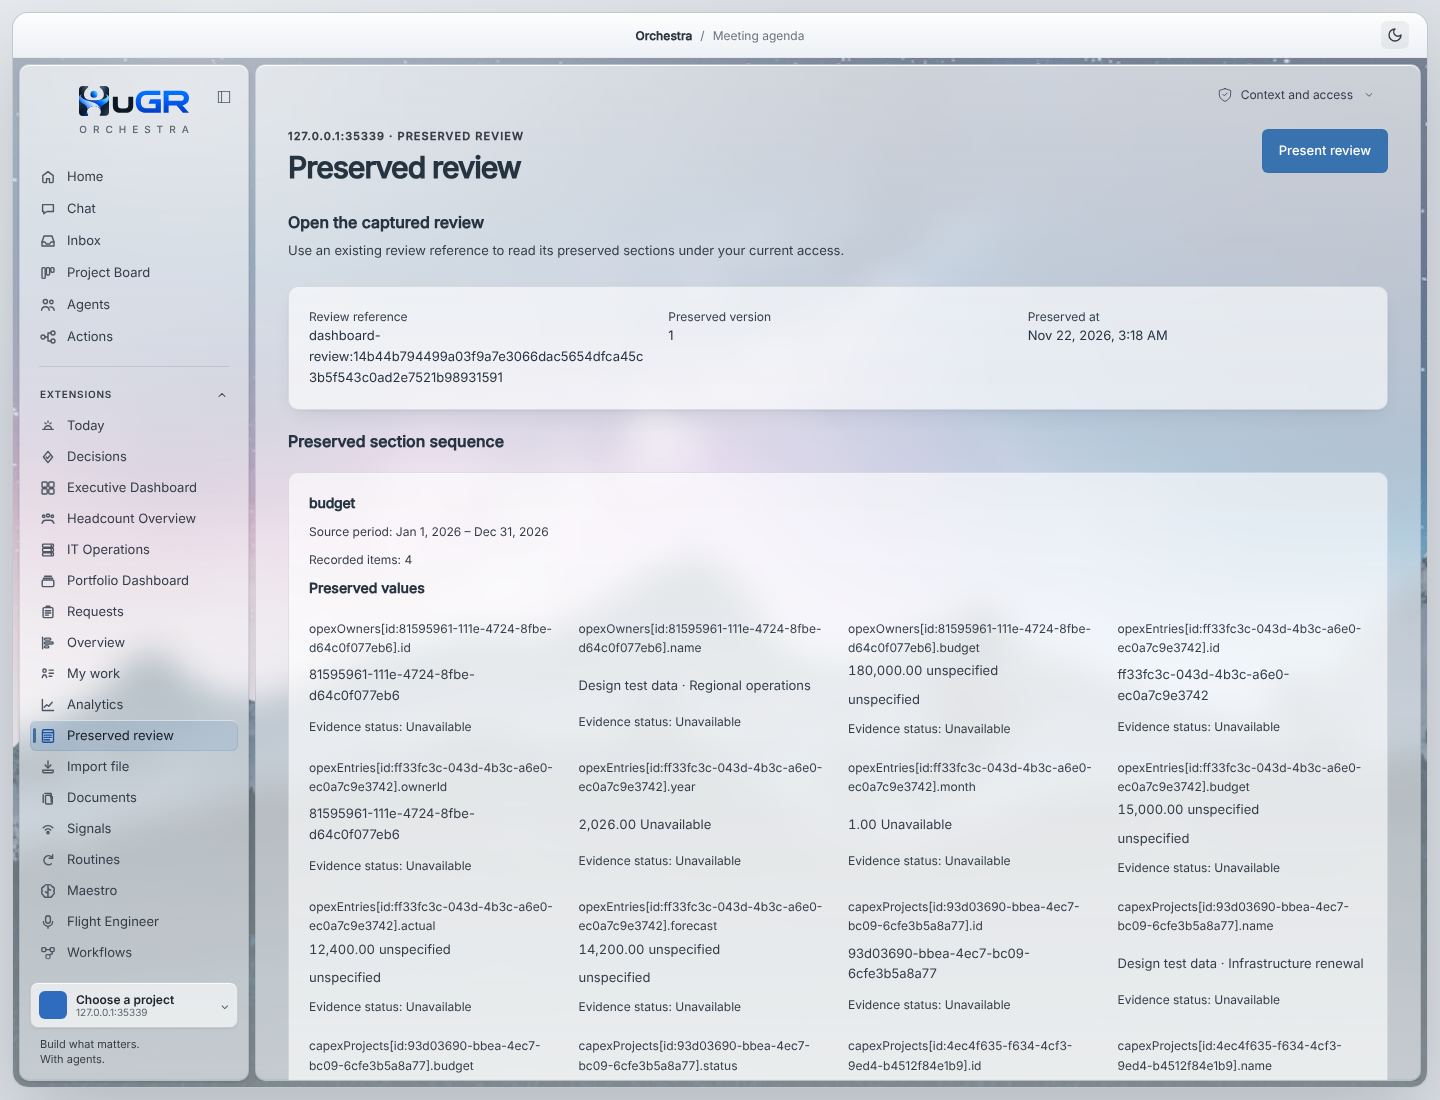 Orchestra / Meeting agenda
HuGR
ORCHESTRA
Home
Chat
Inbox
Project Board
Agents
Actions
EXTENSIONS
Today
Decisions
Executive Dashboard
Headcount Overview
IT Operations
Portfolio Dashboard
Requests
Overview
My work
Analytics
Preserved review
Import file
Documents
Signals
Routines
Maestro
Flight Engineer
Workflows
Choose a project
127.0.0.1:35339
Build what matters.
With agents.
Context and access
127.0.0.1:35339 · PRESERVED REVIEW
Preserved review
Present review
Open the captured review
Use an existing review reference to read its preserved sections under your current access.
Review reference
dashboard-
review:14b44b794499a03f9a7e3066dac5654dfca45c
3b5f543c0ad2e7521b98931591
Preserved version
1
Preserved at
Nov 22, 2026, 3:18 AM
Preserved section sequence
budget
Source period: Jan 1, 2026 – Dec 31, 2026
Recorded items: 4
Preserved values
opexOwners[id:81595961-111e-4724-8fbe-
d64c0f077eb6].id
81595961-111e-4724-8fbe-
d64c0f077eb6
Evidence status: Unavailable
opexOwners[id:81595961-111e-4724-8fbe-
d64c0f077eb6].name
Design test data · Regional operations
Evidence status: Unavailable
opexOwners[id:81595961-111e-4724-8fbe-
d64c0f077eb6].budget
180,000.00 unspecified
unspecified
Evidence status: Unavailable
opexEntries[id:ff33fc3c-043d-4b3c-a6e0-
ec0a7c9e3742].id
ff33fc3c-043d-4b3c-a6e0-
ec0a7c9e3742
Evidence status: Unavailable
opexEntries[id:ff33fc3c-043d-4b3c-a6e0-
ec0a7c9e3742].ownerId
81595961-111e-4724-8fbe-
d64c0f077eb6
Evidence status: Unavailable
opexEntries[id:ff33fc3c-043d-4b3c-a6e0-
ec0a7c9e3742].year
2,026.00 Unavailable
Evidence status: Unavailable
opexEntries[id:ff33fc3c-043d-4b3c-a6e0-
ec0a7c9e3742].month
1.00 Unavailable
Evidence status: Unavailable
opexEntries[id:ff33fc3c-043d-4b3c-a6e0-
ec0a7c9e3742].budget
15,000.00 unspecified
unspecified
Evidence status: Unavailable
opexEntries[id:ff33fc3c-043d-4b3c-a6e0-
ec0a7c9e3742].actual
12,400.00 unspecified
unspecified
Evidence status: Unavailable
opexEntries[id:ff33fc3c-043d-4b3c-a6e0-
ec0a7c9e3742].forecast
14,200.00 unspecified
unspecified
Evidence status: Unavailable
capexProjects[id:93d03690-bbea-4ec7-
bc09-6cfe3b5a8a77].id
93d03690-bbea-4ec7-bc09-
6cfe3b5a8a77
Evidence status: Unavailable
capexProjects[id:93d03690-bbea-4ec7-
bc09-6cfe3b5a8a77].name
Design test data · Infrastructure renewal
Evidence status: Unavailable
capexProjects[id:93d03690-bbea-4ec7-
bc09-6cfe3b5a8a77].budget
capexProjects[id:93d03690-bbea-4ec7-
bc09-6cfe3b5a8a77].status
capexProjects[id:4ec4f635-f634-4cf3-
9ed4-b4512f84e1b9].id
capexProjects[id:4ec4f635-f634-4cf3-
9ed4-b4512f84e1b9].name